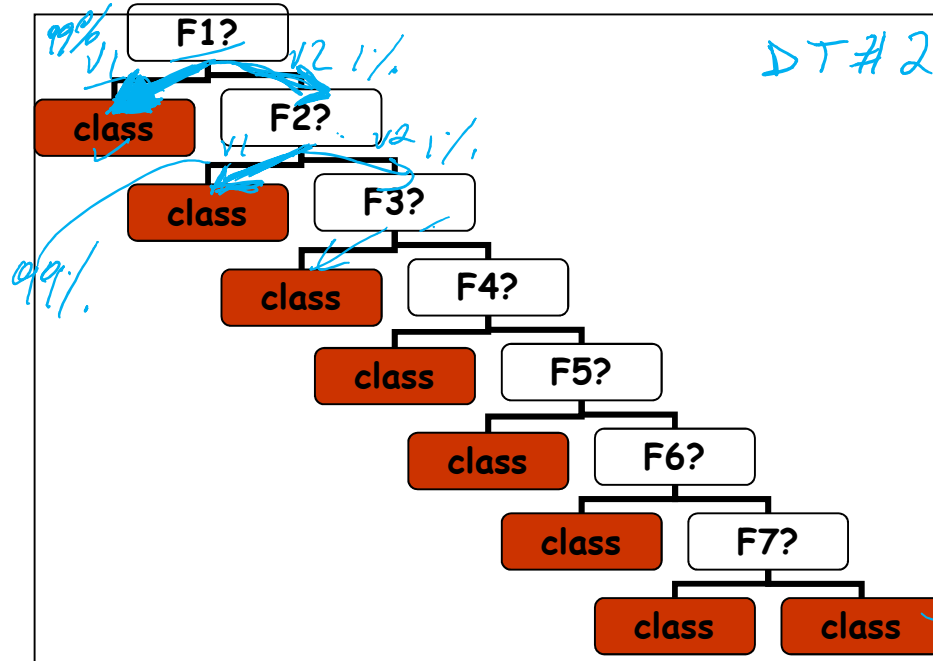 99% F1?
v1 v2 1% DT#2
class F2?
v1 v2 1%
class F3?
99%
class F4?
class F5?
class F6?
class F7?
class class